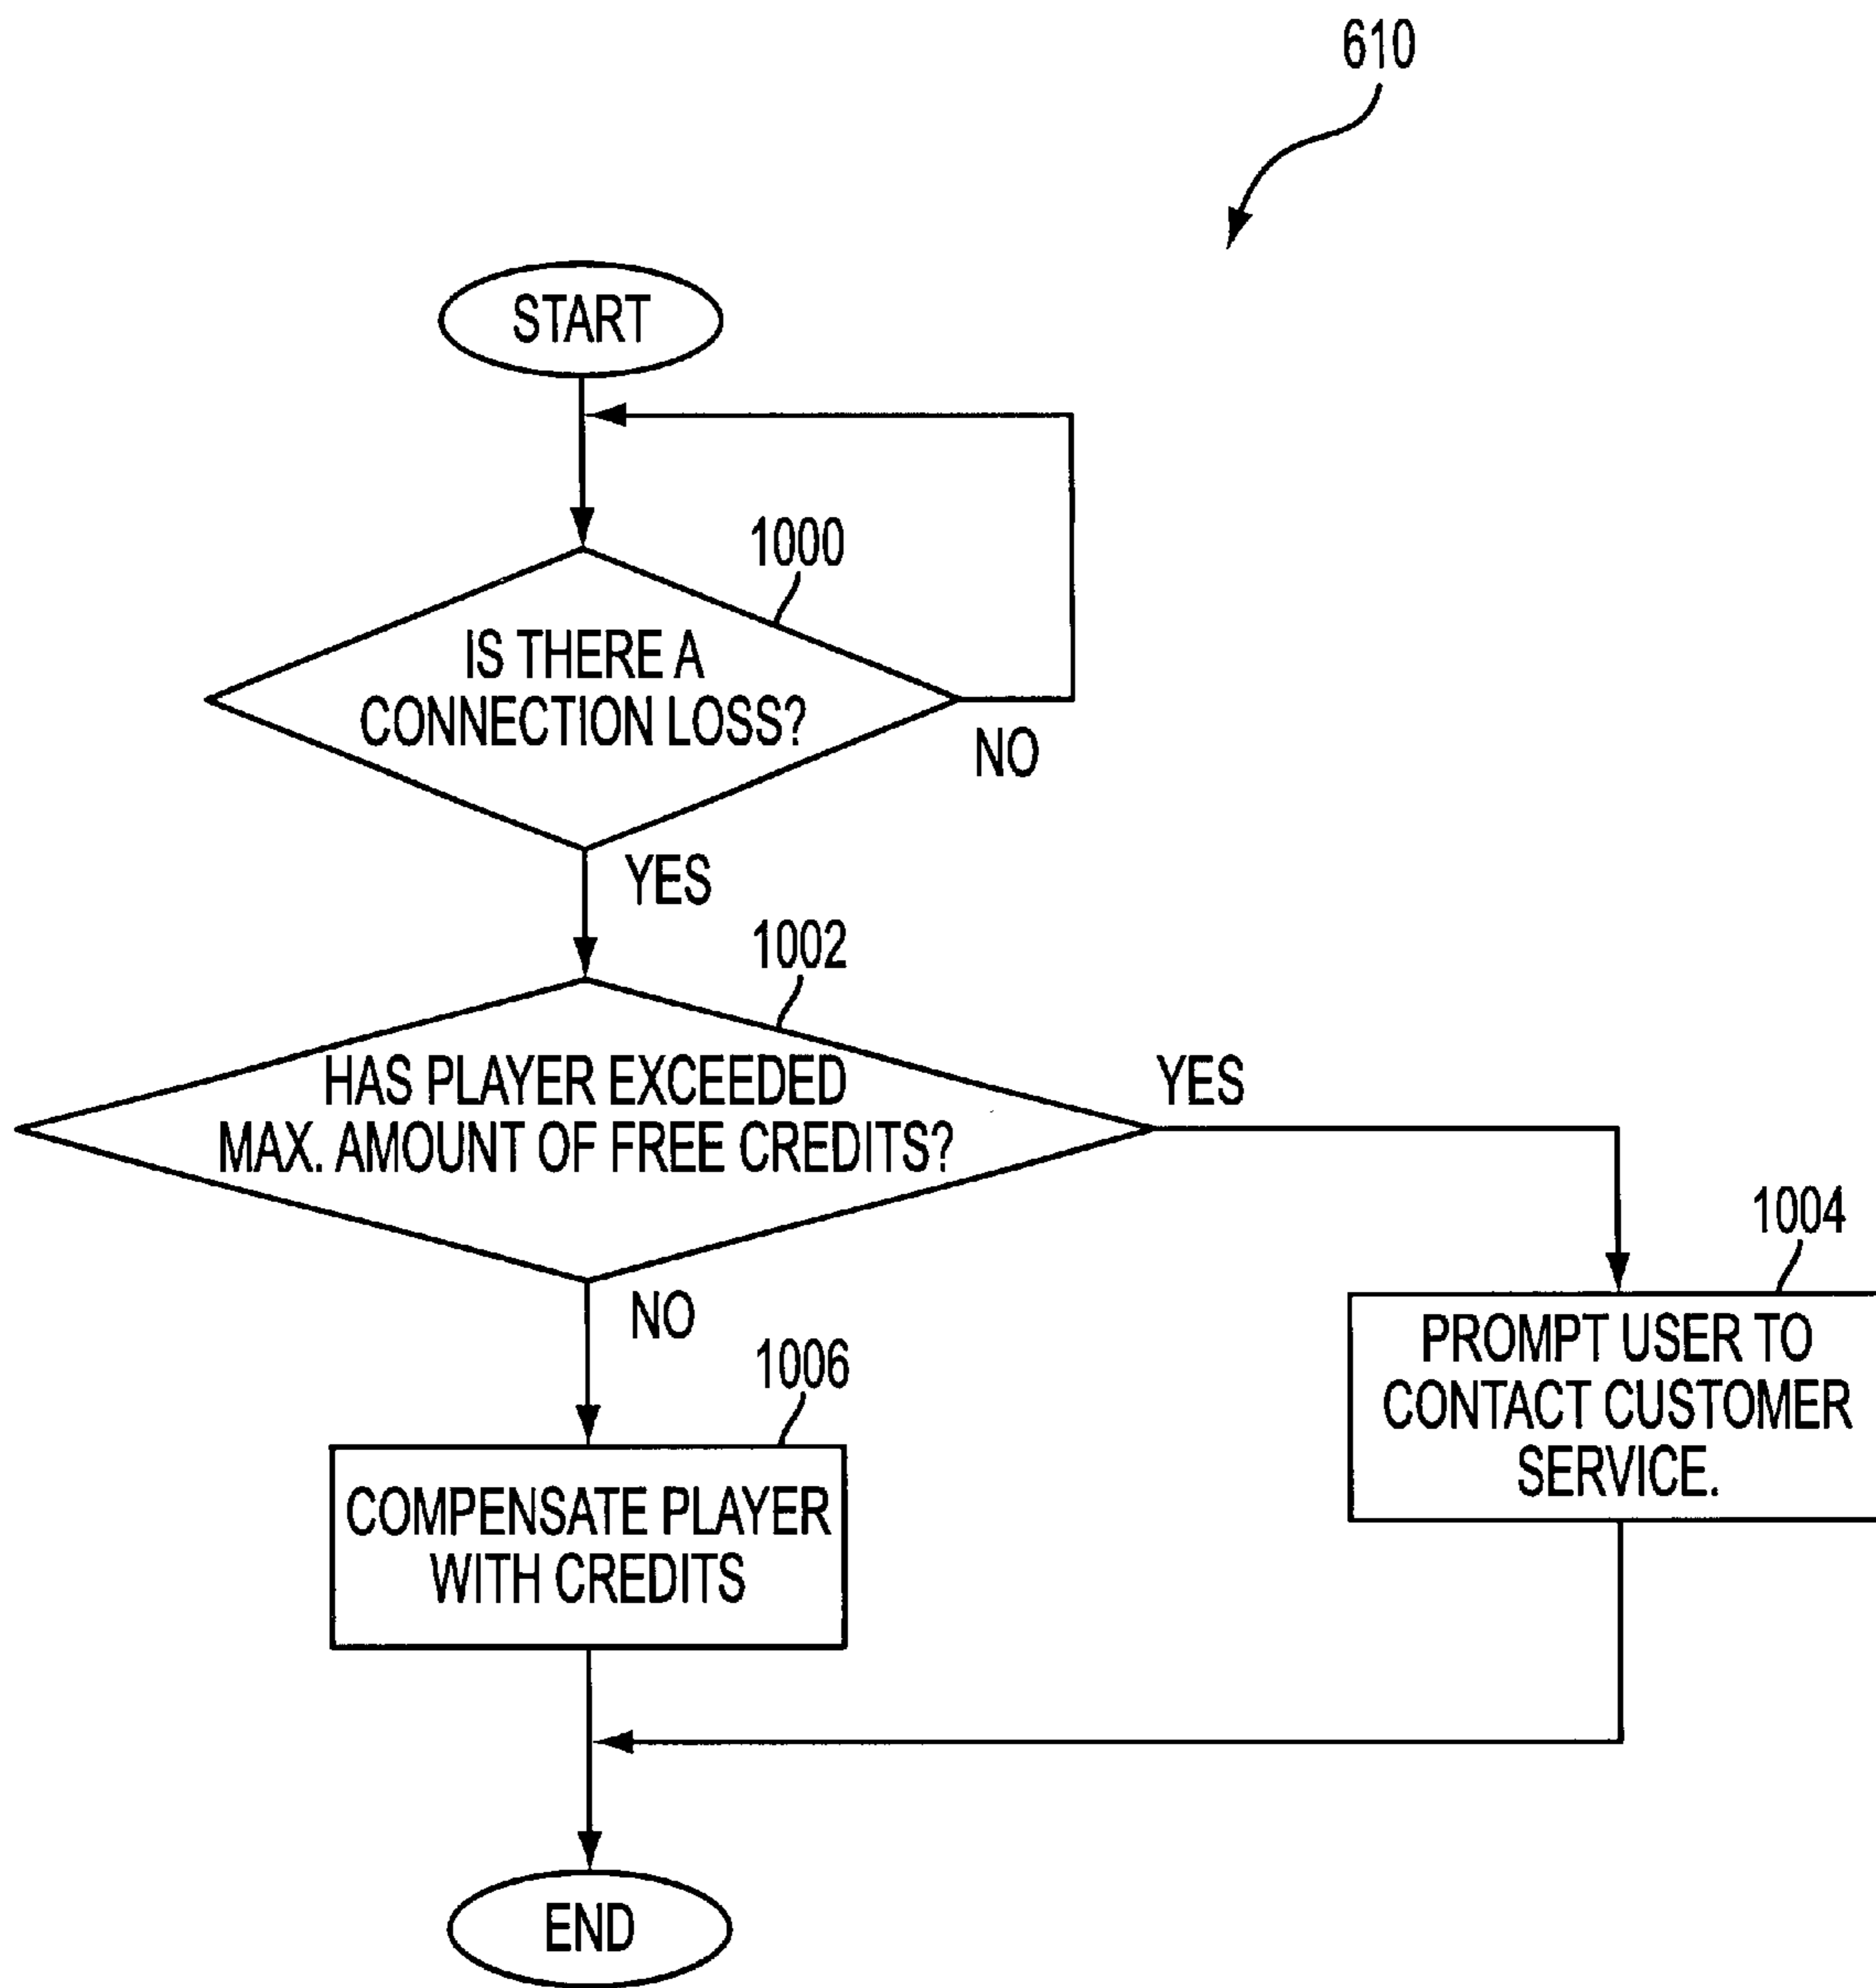 610
START
1000
IS THERE A
CONNECTION LOSS?
NO
YES
1002
HAS PLAYER EXCEEDED
MAX. AMOUNT OF FREE CREDITS?
YES
NO
1004
PROMPT USER TO
CONTACT CUSTOMER
SERVICE.
1006
COMPENSATE PLAYER
WITH CREDITS
END